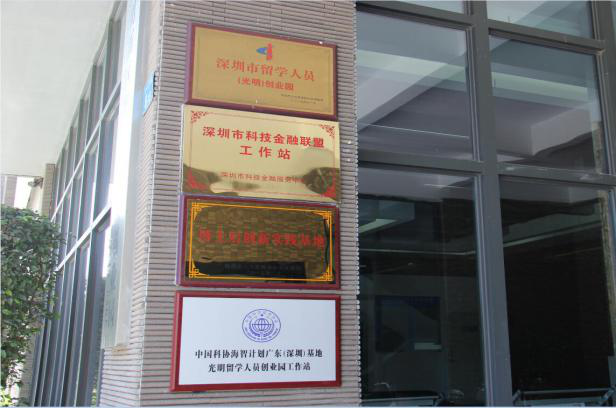 深圳市留学人员
(光明)创业园
深圳市科技金融联盟
工作站
深圳市科技金融服务中心
博士后创新实践基地
中国科协海智计划广东(深圳)基地
光明留学人员创业园工作站